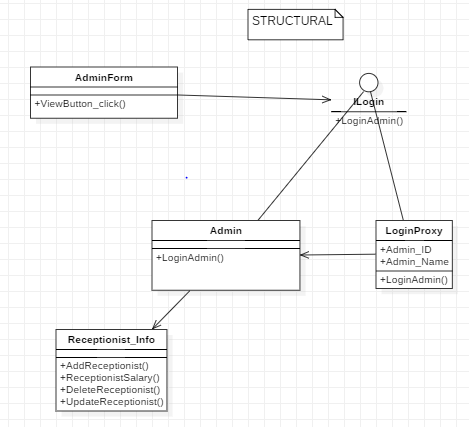 STRUCTURAL
AdminForm
+ViewButton_click()
ILogin
+LoginAdmin()
Admin
+LoginAdmin()
LoginProxy
+Admin_ID
+Admin_Name
+LoginAdmin()
Receptionist_Info
+AddReceptionist()
+ReceptionistSalary()
+DeleteReceptionist()
+UpdateReceptionist()